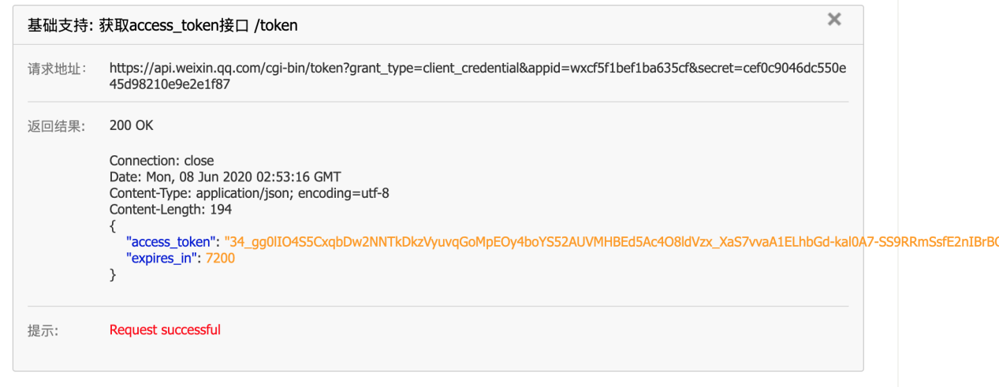 基础支持: 获取access_token接口 /token
请求地址: https://api.weixin.qq.com/cgi-bin/token?grant_type=client_credential&appid=wxcf5f1bef1ba635cf&secret=cef0c9046dc550e
45d98210e9e2e1f87
返回结果: 200 OK
Connection: close
Date: Mon, 08 Jun 2020 02:53:16 GMT
Content-Type: application/json; encoding=utf-8
Content-Length: 194
{
"access_token": "34_gg0lIO4S5CxqbDw2NNTkDkzVyuvqGoMpEOy4boYS52AUVMHBEd5Ac4O8ldVzx_XaS7vvaA1ELhbGd-kal0A7-SS9RRmSsfE2nIBrB
"expires_in": 7200
}
提示: Request successful